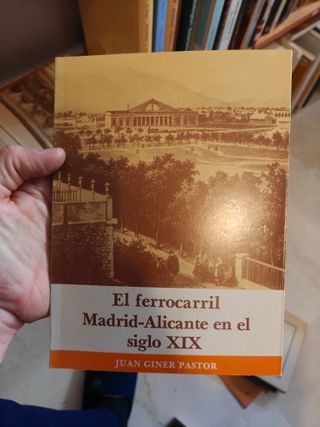 El ferrocarril
Madrid-Alicante en el
siglo XIX
JUAN GINER PASTOR